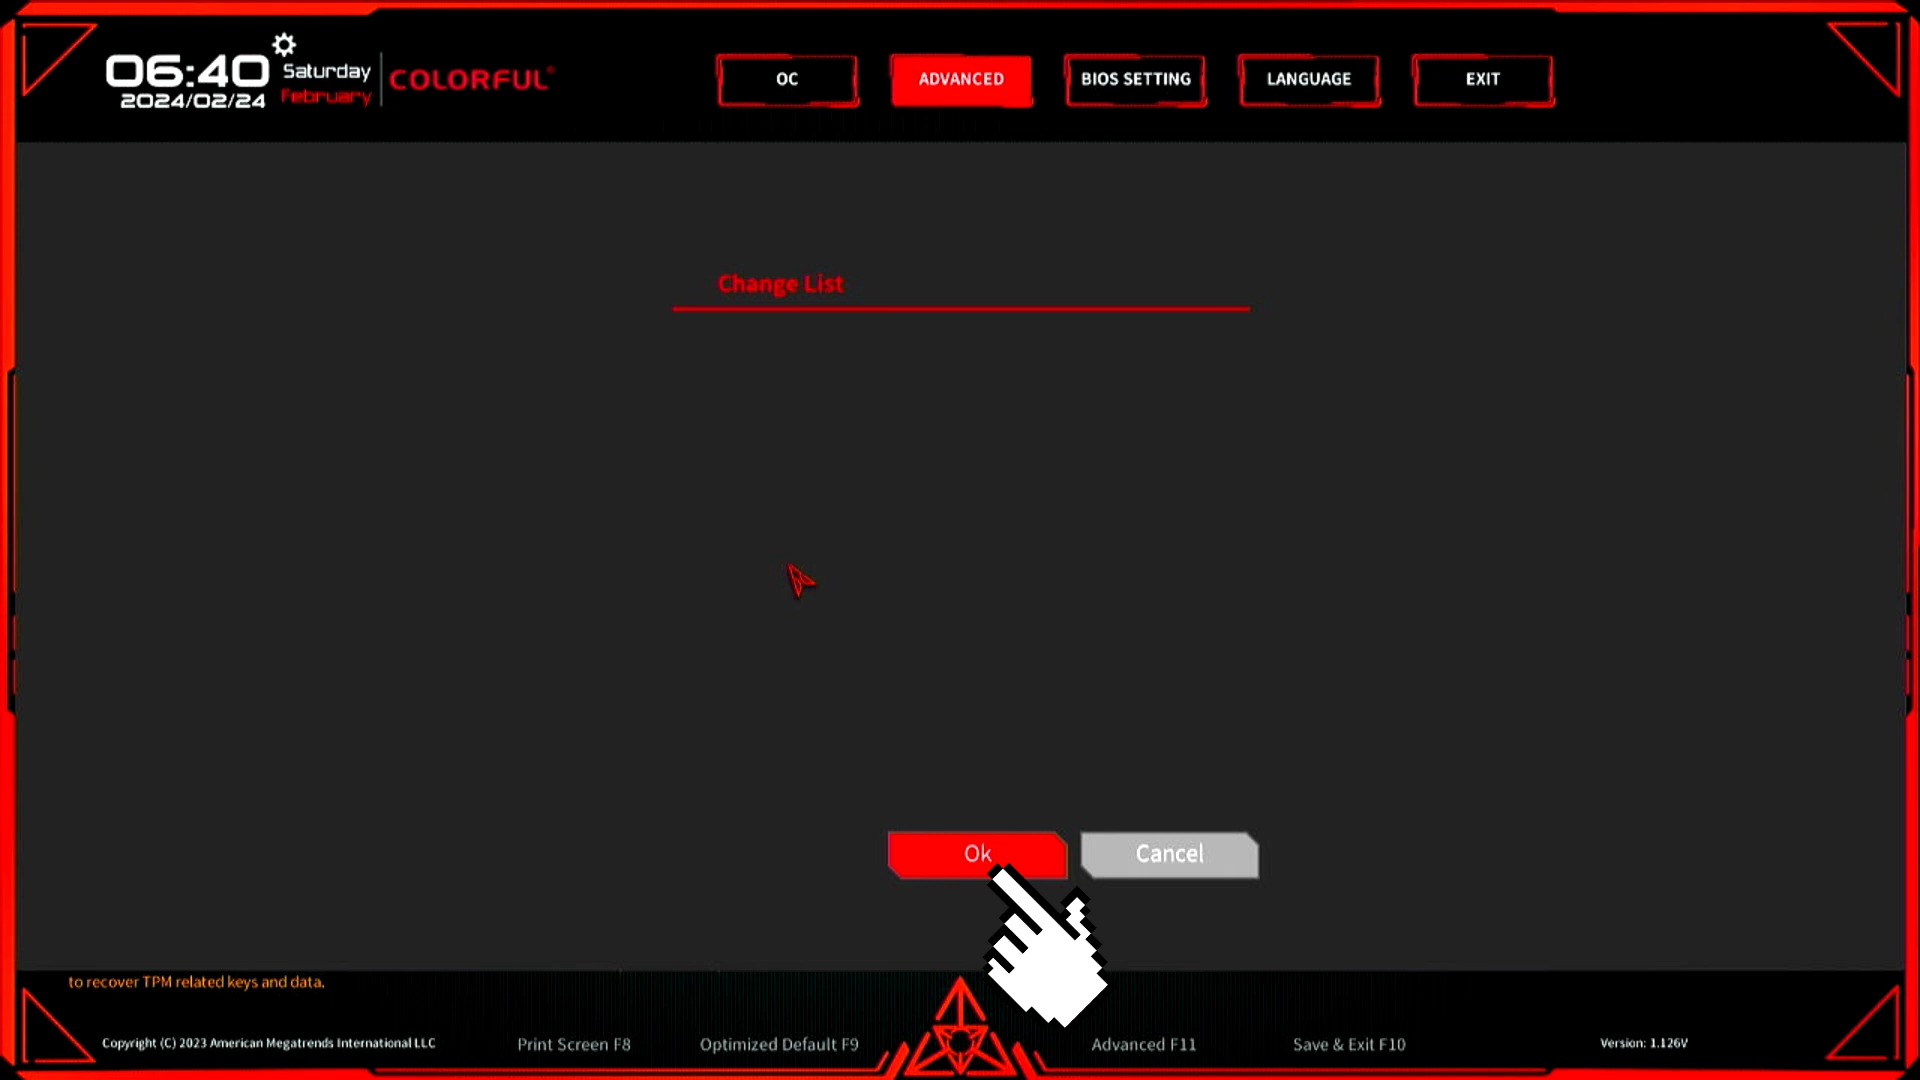 06:40
Saturday
2024/02/24
February
COLORFUL®
OC
ADVANCED
BIOS SETTING
LANGUAGE
EXIT
Change List
Ok
Cancel
to recover TPM related keys and data.
Copyright (C) 2023 American Megatrends International LLC
Print Screen F8
Optimized Default F9
Advanced F11
Save & Exit F10
Version: 1.126V